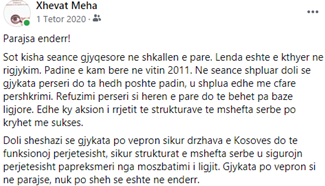 Xhevat Meha
1 Tetor 2020 ·
Parajsa enderr!
Sot kisha seance gjyqesore ne shkallen e pare. Lenda eshte e kthyer ne
rigjykim. Padine e kam bere ne vitin 2011. Ne seance shpluar doli se
gjykata perseri do ta hedh poshte padin, u shplua edhe me cfare
pershkrimi. Refuzimi perseri si heren e pare do te behet pa baze
ligjore. Edhe ky aksion i rrjetit te strukturave te mshefta serbe po
kryhet me sukses.
Doli sheshazi se gjykata po vepron sikur drzhava e Kosoves do te
funksionoj perjetesisht, sikur strukturat e mshefta serbe u sigurojn
perjetesisht papreksmeri nga moszbatimi i ligjit. Gjykata po vepron si
ne parajse, nuk po sheh se eshte ne enderr.